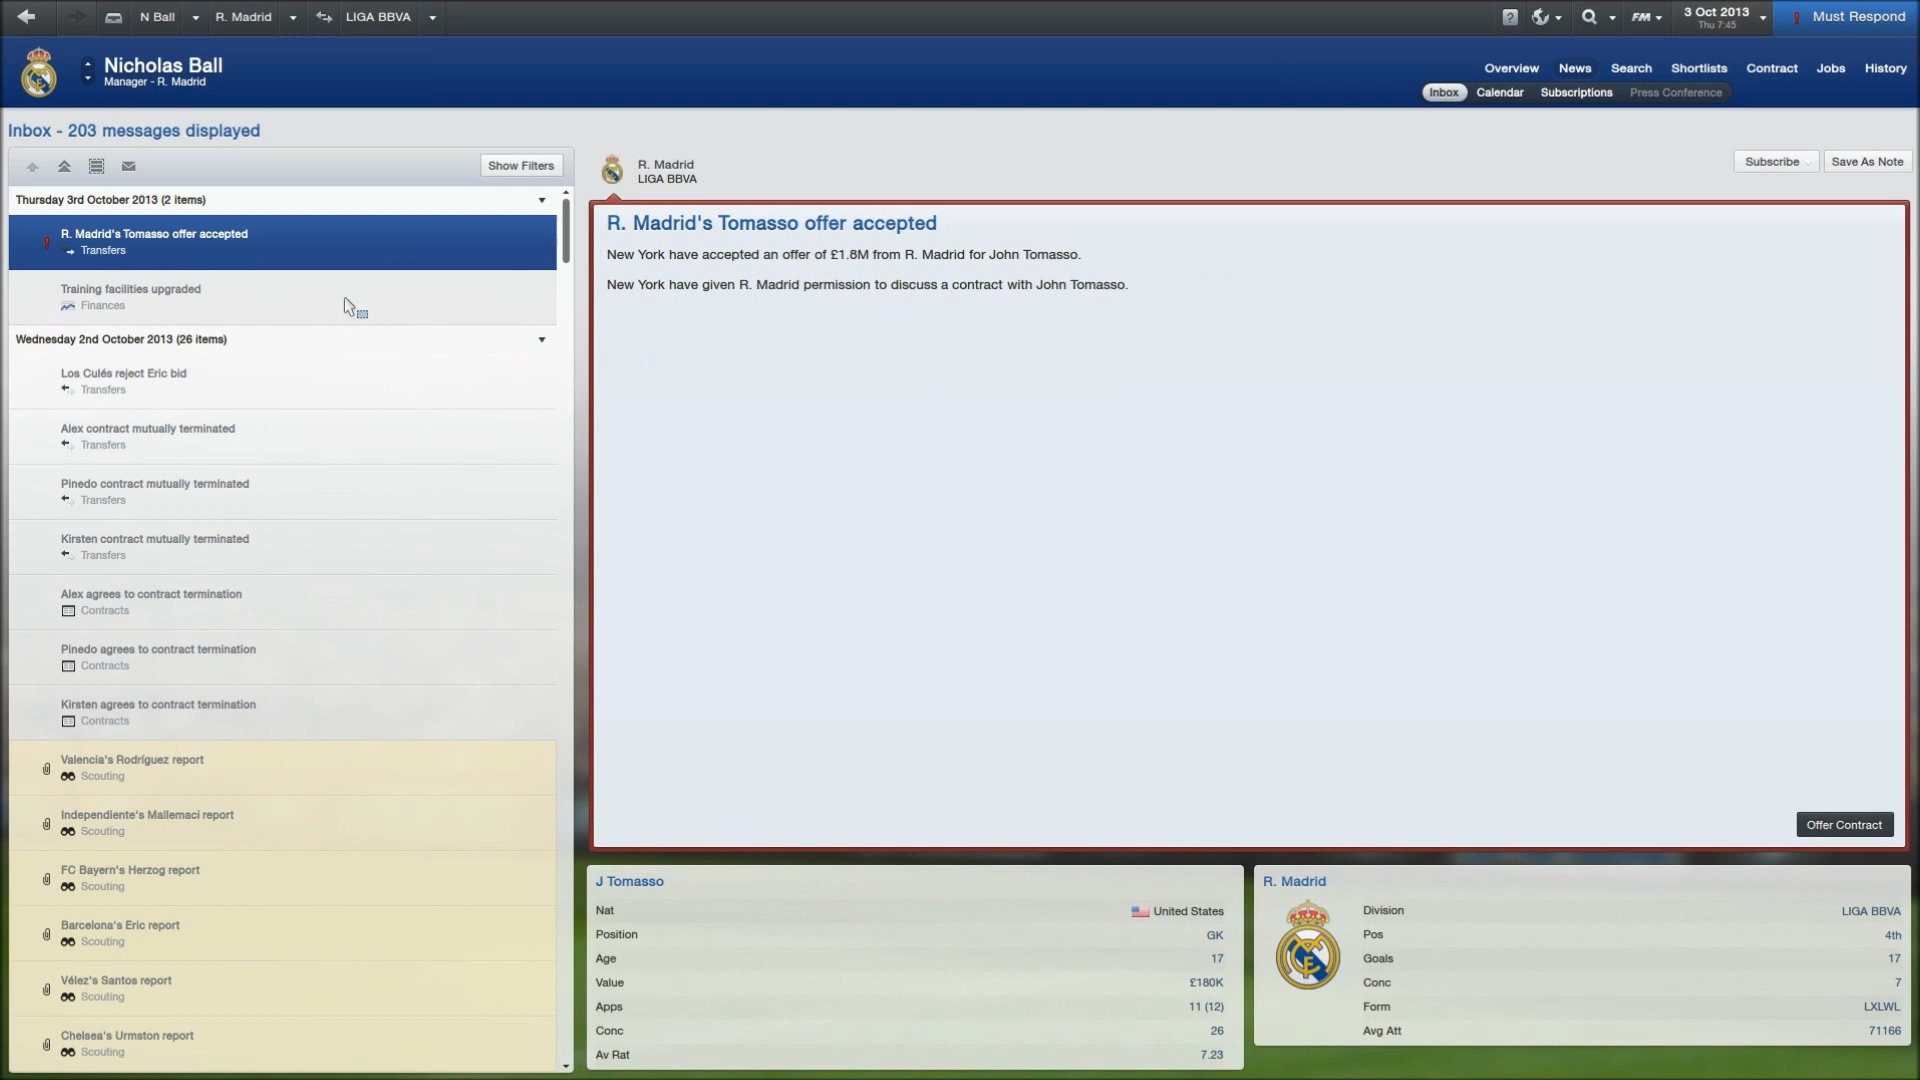 N Ball
R. Madrid
LIGA BBVA
?
FM
3 Oct 2013
Thu 7:45
! Must Respond
Nicholas Ball
Manager - R. Madrid
Overview
News
Search
Shortlists
Contract
Jobs
History
Inbox
Calendar
Subscriptions
Press Conference
Inbox - 203 messages displayed
Show Filters
Thursday 3rd October 2013 (2 items)
R. Madrid's Tomasso offer accepted
Transfers
Training facilities upgraded
Finances
Wednesday 2nd October 2013 (26 items)
Los Culés reject Eric bid
Transfers
Alex contract mutually terminated
Transfers
Pinedo contract mutually terminated
Transfers
Kirsten contract mutually terminated
Transfers
Alex agrees to contract termination
Contracts
Pinedo agrees to contract termination
Contracts
Kirsten agrees to contract termination
Contracts
Valencia's Rodríguez report
Scouting
Independiente's Mallemaci report
Scouting
FC Bayern's Herzog report
Scouting
Barcelona's Eric report
Scouting
Vélez's Santos report
Scouting
Chelsea's Urmston report
Scouting
R. Madrid
LIGA BBVA
Subscribe
Save As Note
R. Madrid's Tomasso offer accepted
New York have accepted an offer of £1.8M from R. Madrid for John Tomasso.
New York have given R. Madrid permission to discuss a contract with John Tomasso.
Offer Contract
J Tomasso
Nat United States
Position GK
Age 17
Value £180K
Apps 11 (12)
Conc 26
Av Rat 7.23
R. Madrid
Division LIGA BBVA
Pos 4th
Goals 17
Conc 7
Form LXLWL
Avg Att 71166